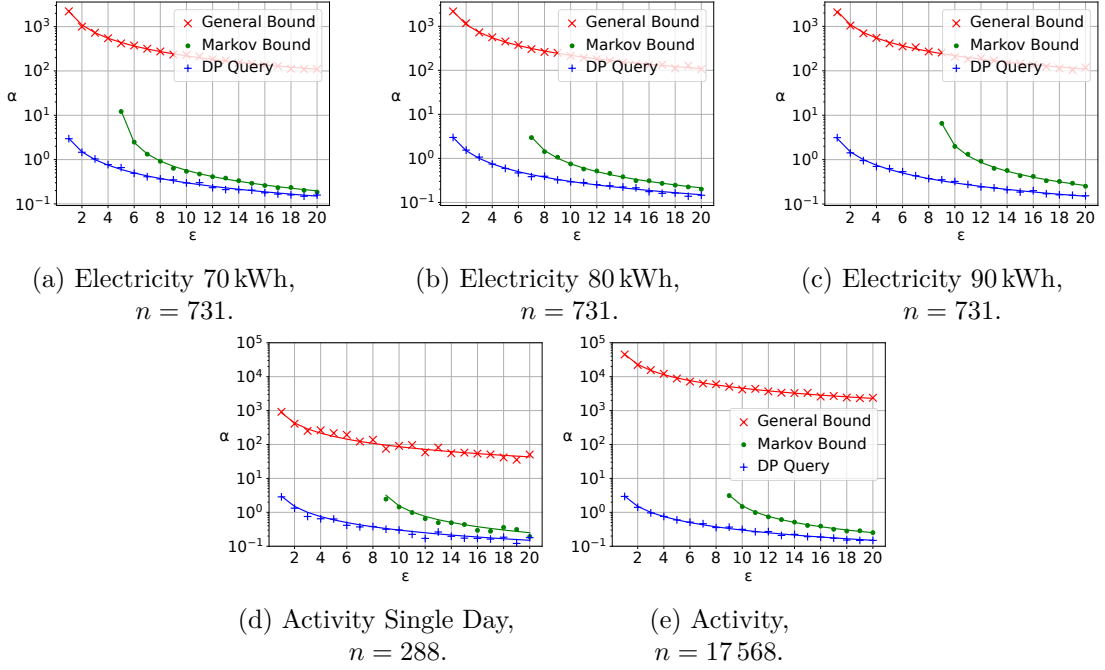 10³
10²
10¹
10⁰
10⁻¹
α
General Bound
Markov Bound
DP Query
2 4 6 8 10 12 14 16 18 20
ε
(a) Electricity 70 kWh,
n = 731.
10³
10²
10¹
10⁰
10⁻¹
α
General Bound
Markov Bound
DP Query
2 4 6 8 10 12 14 16 18 20
ε
(b) Electricity 80 kWh,
n = 731.
10³
10²
10¹
10⁰
10⁻¹
α
General Bound
Markov Bound
DP Query
2 4 6 8 10 12 14 16 18 20
ε
(c) Electricity 90 kWh,
n = 731.
10⁵
10⁴
10³
10²
10¹
10⁰
10⁻¹
α
2 4 6 8 10 12 14 16 18 20
ε
(d) Activity Single Day,
n = 288.
10⁵
10⁴
10³
10²
10¹
10⁰
10⁻¹
α
General Bound
Markov Bound
DP Query
2 4 6 8 10 12 14 16 18 20
ε
(e) Activity,
n = 17 568.